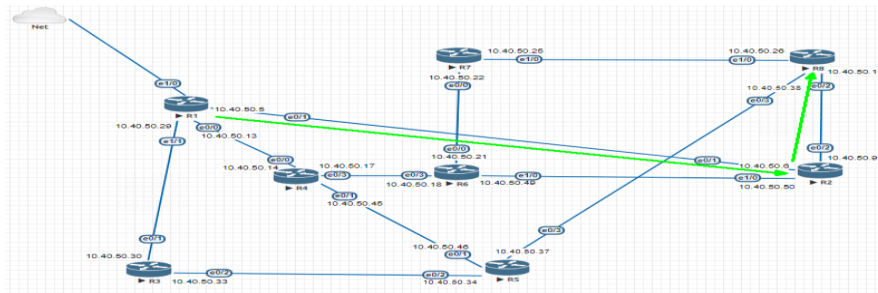 Net
10.40.50.25
e1/0
e1/0
10.40.50.26
R7
R8
10.40.50.1
10.40.50.22
e0/0
10.40.50.38
e0/2
e0/3
e1/0
10.40.50.5
R1
e0/1
10.40.50.29
e0/0
10.40.50.13
e1/1
e0/0
10.40.50.21
e0/2
10.40.50.9
e0/0
10.40.50.14
10.40.50.17
R4
e0/3
e0/3
10.40.50.18
R6
10.40.50.49
e1/0
e0/1
10.40.50.6
e1/0
10.40.50.50
R2
e0/1
10.40.50.45
e0/3
e0/1
10.40.50.30
R3
e0/2
10.40.50.33
10.40.50.46
e0/1
10.40.50.37
e0/2
10.40.50.34
R5